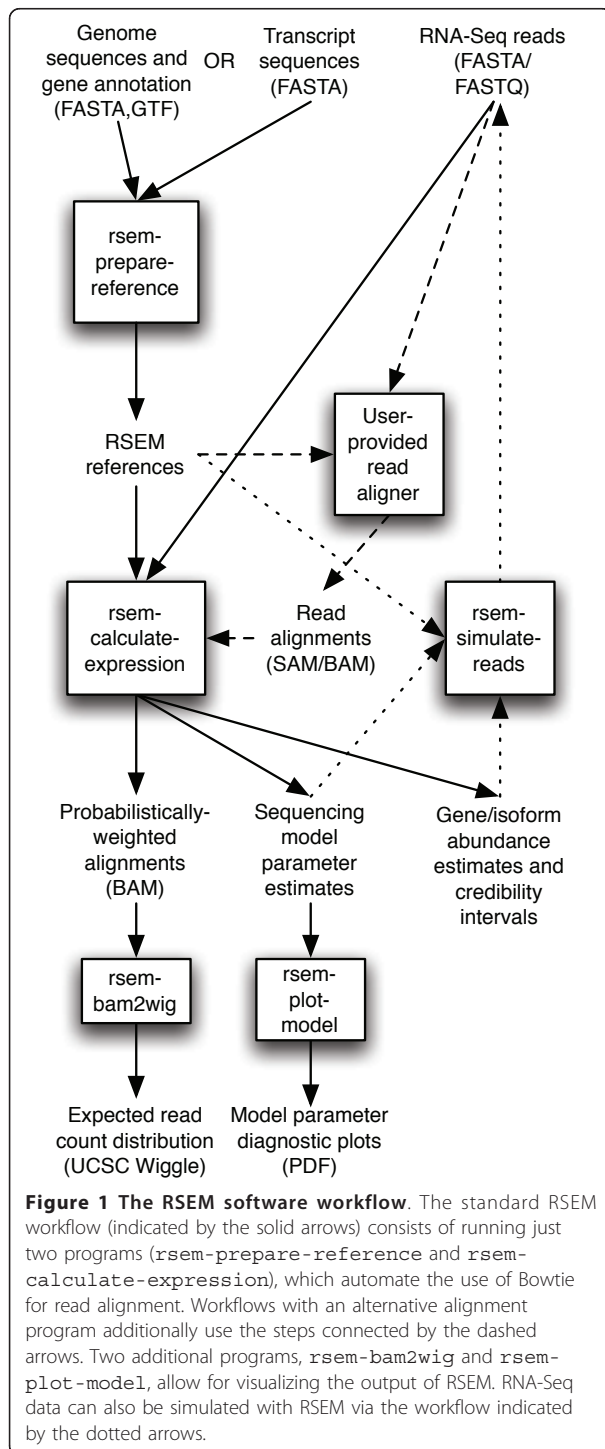 Genome
sequences and
gene annotation
(FASTA,GTF)
OR
Transcript
sequences
(FASTA)
RNA-Seq reads
(FASTA/
FASTQ)
rsem-
prepare-
reference
User-
provided
read
aligner
RSEM
references
rsem-
calculate-
expression
Read
alignments
(SAM/BAM)
rsem-
simulate-
reads
Probabilistically-
weighted
alignments
(BAM)
Sequencing
model
parameter
estimates
Gene/isoform
abundance
estimates and
credibility
intervals
rsem-
bam2wig
rsem-
plot-
model
Expected read
count distribution
(UCSC Wiggle)
Model parameter
diagnostic plots
(PDF)
Figure 1 The RSEM software workflow. The standard RSEM
workflow (indicated by the solid arrows) consists of running just
two programs (rsem-prepare-reference and rsem-
calculate-expression), which automate the use of Bowtie
for read alignment. Workflows with an alternative alignment
program additionally use the steps connected by the dashed
arrows. Two additional programs, rsem-bam2wig and rsem-
plot-model, allow for visualizing the output of RSEM. RNA-Seq
data can also be simulated with RSEM via the workflow indicated
by the dotted arrows.